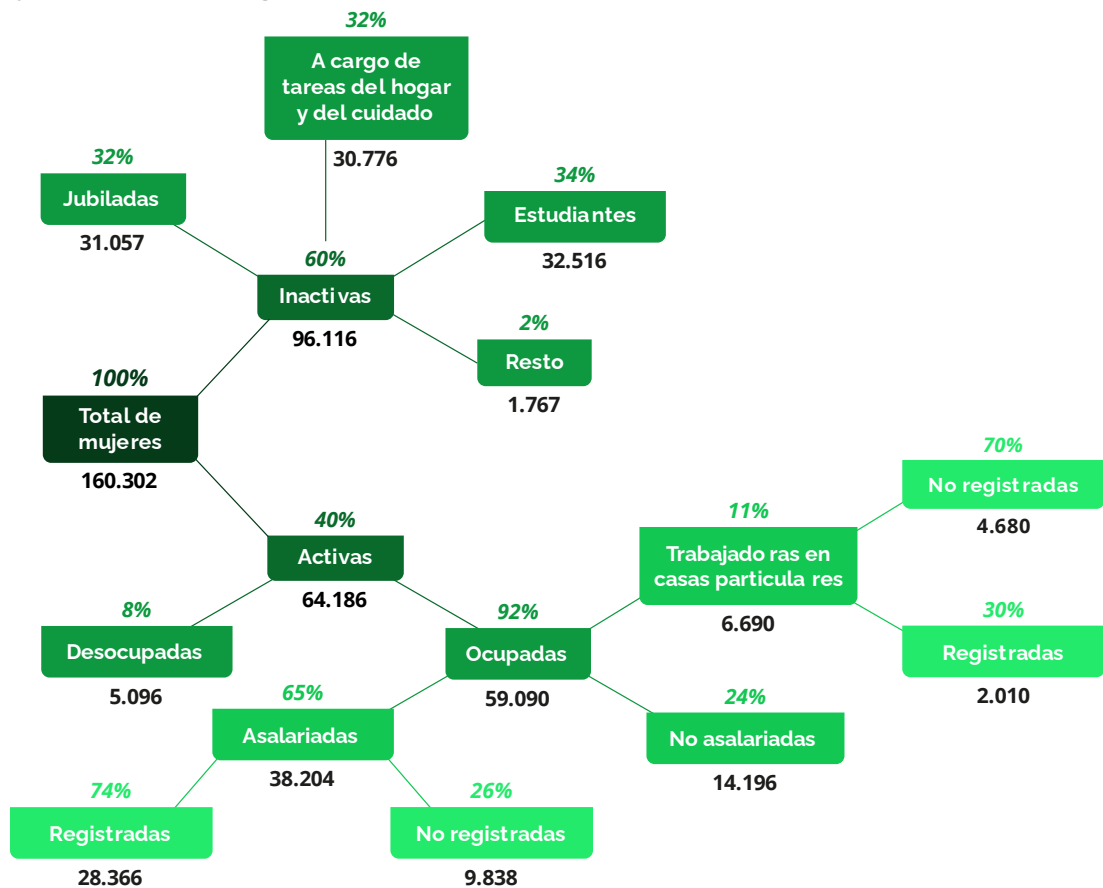 32%
A cargo de
tareas del hogar
y del cuidado
30.776
32%
Jubiladas
31.057
34%
Estudiantes
32.516
60%
Inactivas
96.116
2%
Resto
1.767
100%
Total de
mujeres
160.302
40%
Activas
64.186
8%
Desocupadas
5.096
92%
Ocupadas
59.090
11%
Trabajadoras en
casas particulares
6.690
70%
No registradas
4.680
30%
Registradas
2.010
24%
No asalariadas
14.196
65%
Asalariadas
38.204
74%
Registradas
28.366
26%
No registradas
9.838